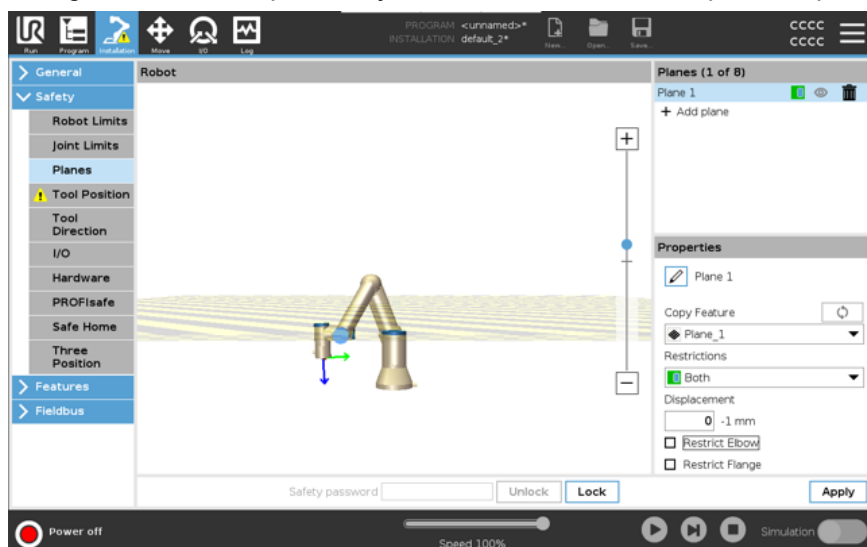 PROGRAM <unnamed>*
INSTALLATION default_2*
UR
Run Program Installation Move I/O Log
New... Open... Save...
cccc
cccc
General
Safety
Robot Limits
Joint Limits
Planes
Tool Position
Tool
Direction
I/O
Hardware
PROFIsafe
Safe Home
Three
Position
Features
Fieldbus
Robot
Planes (1 of 8)
Plane 1
+ Add plane
Properties
Plane 1
Copy Feature
Plane_1
Restrictions
Both
Displacement
0 -1 mm
Restrict Elbow
Restrict Flange
Safety password
Unlock
Lock
Apply
Power off
Speed 100%
Simulation